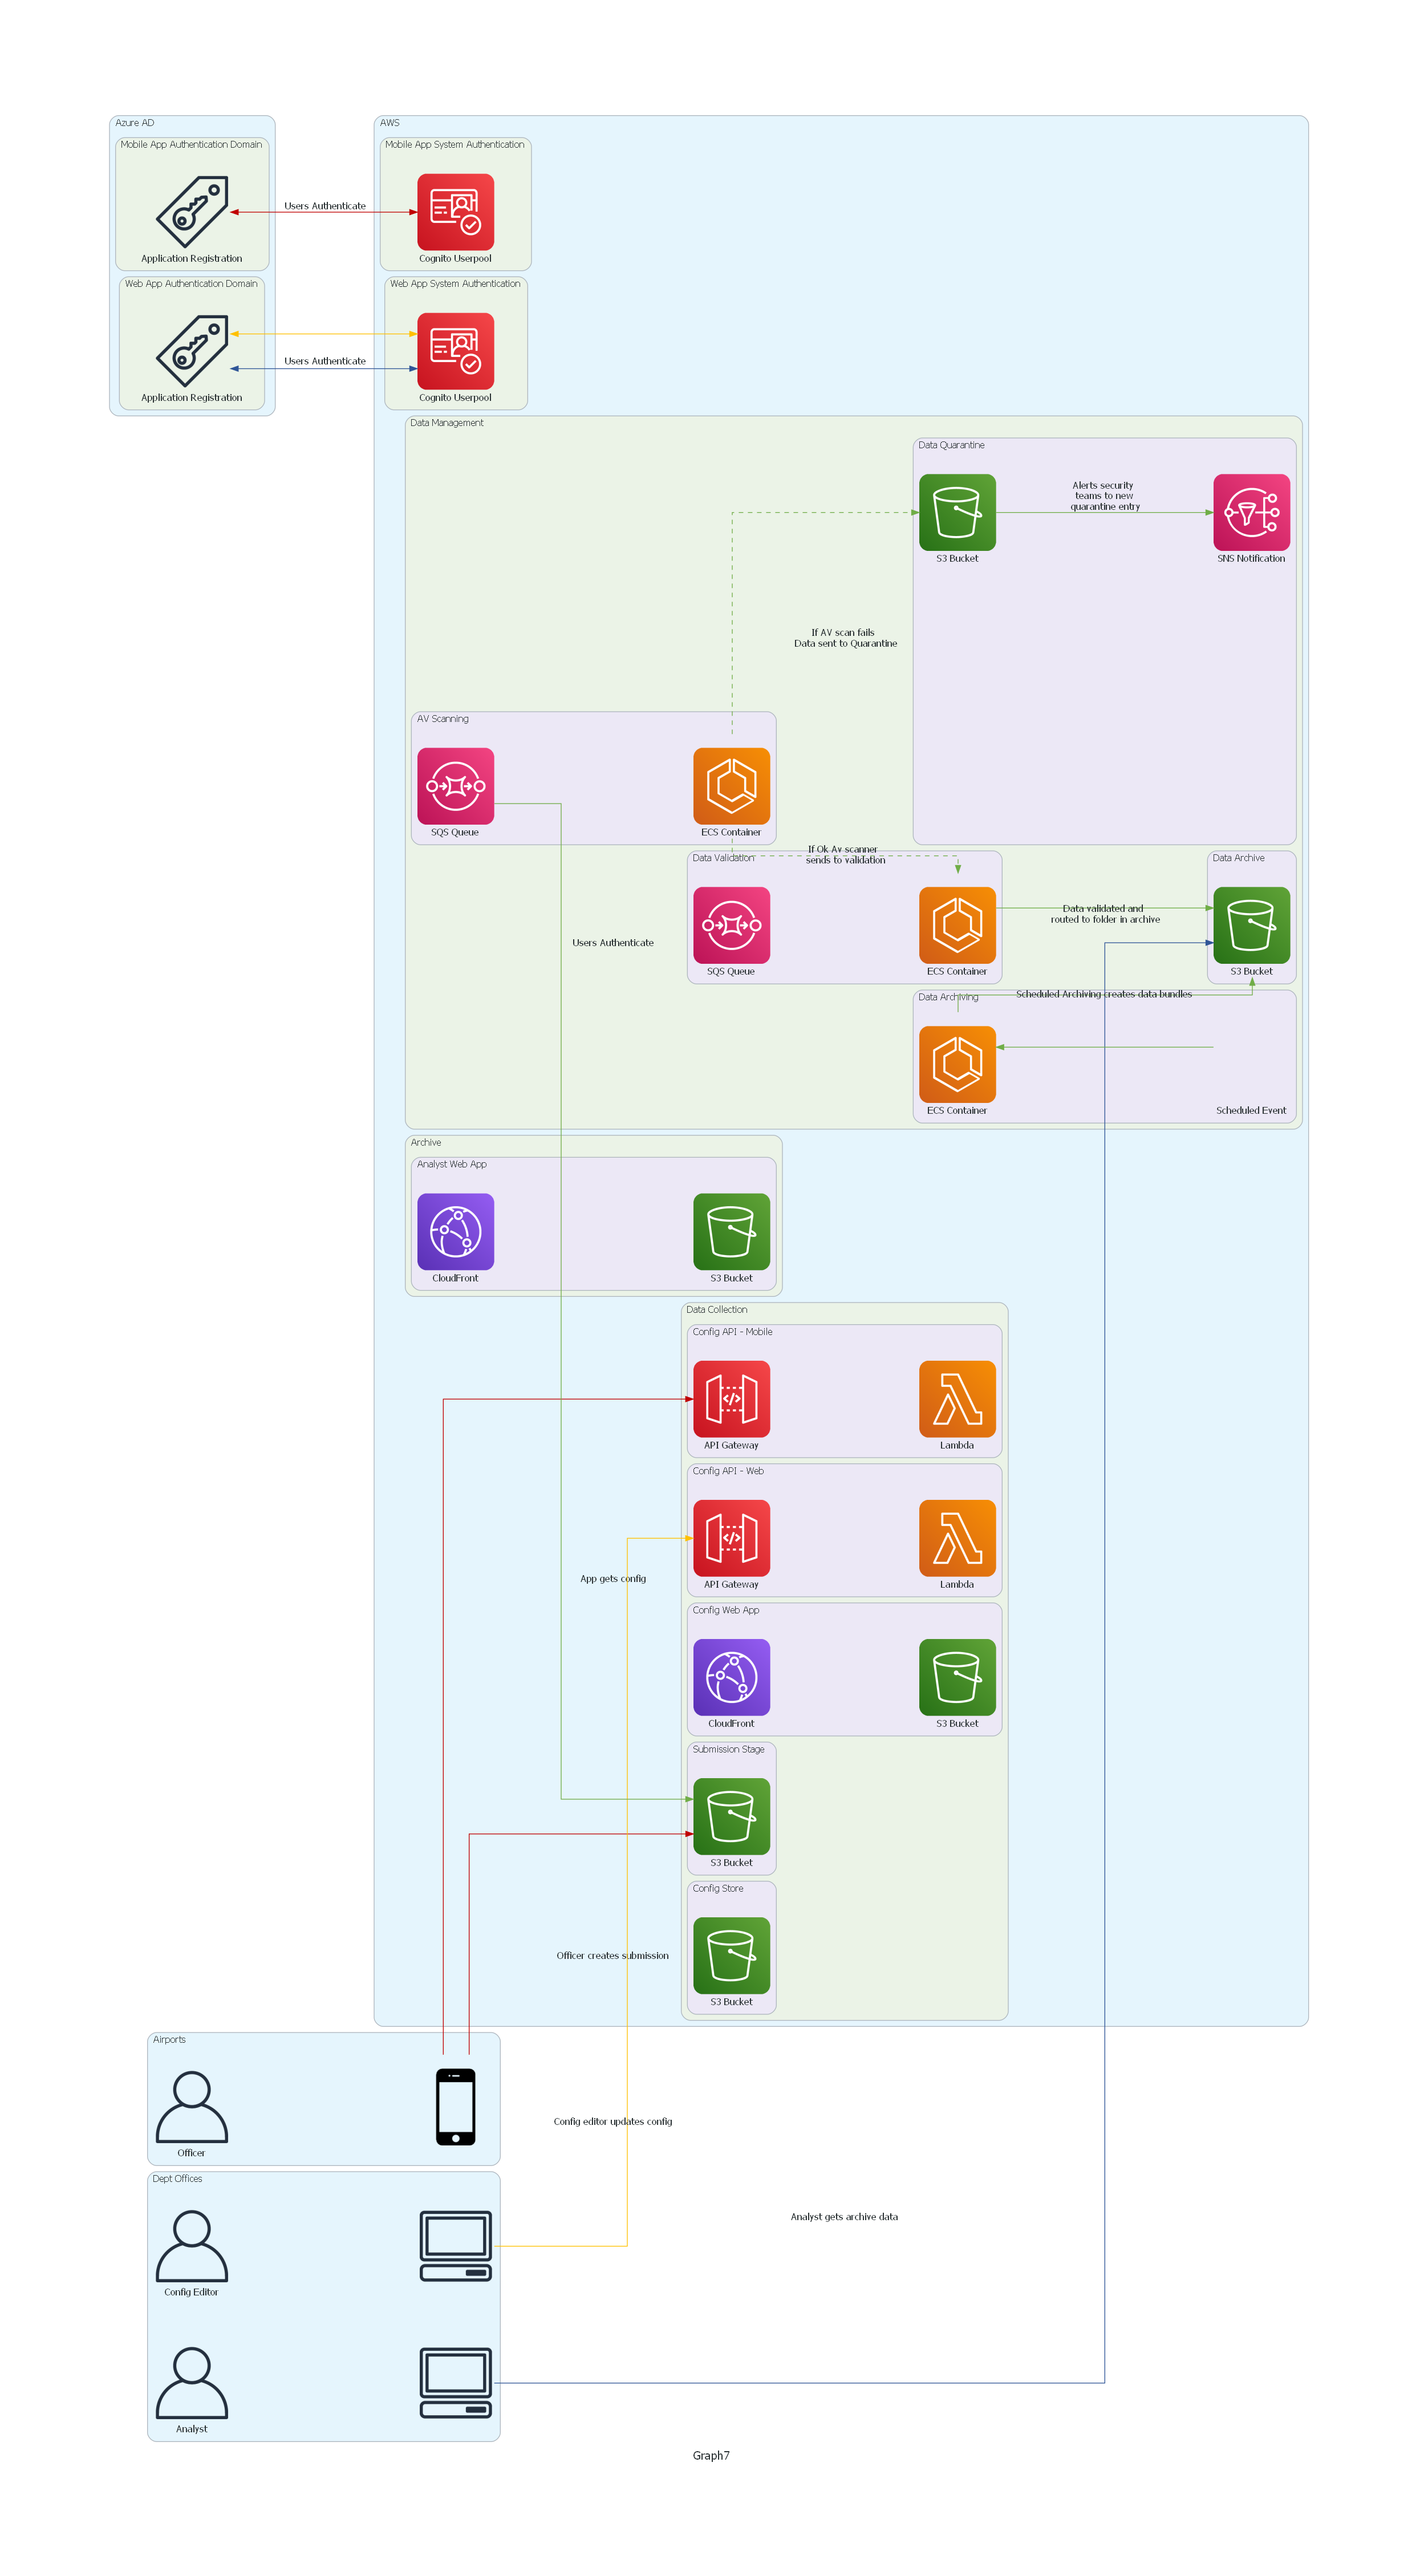 Azure AD
AWS
Mobile App Authentication Domain
Mobile App System Authentication
Users Authenticate
Application Registration
Cognito Userpool
Web App Authentication Domain
Web App System Authentication
Users Authenticate
Application Registration
Cognito Userpool
Data Management
Data Quarantine
Alerts security
teams to new
quarantine entry
S3 Bucket
SNS Notification
If AV scan fails
Data sent to Quarantine
AV Scanning
SQS Queue
ECS Container
If Ok Av scanner
sends to validation
Data Validation
Data Archive
Data validated and
routed to folder in archive
Users Authenticate
SQS Queue
ECS Container
S3 Bucket
Data Archiving
Scheduled Archiving creates data bundles
ECS Container
Scheduled Event
Archive
Analyst Web App
CloudFront
S3 Bucket
Data Collection
Config API - Mobile
API Gateway
Lambda
Config API - Web
App gets config
API Gateway
Lambda
Config Web App
CloudFront
S3 Bucket
Submission Stage
S3 Bucket
Config Store
Officer creates submission
S3 Bucket
Airports
Config editor updates config
Officer
Dept Offices
Analyst gets archive data
Config Editor
Analyst
Graph7